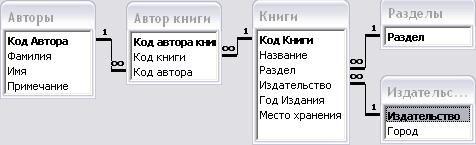 Авторы
Код Автора
Фамилия
Имя
Примечание
1
∞
Автор книги
Код автора кни
Код книги
Код автора
1
∞
Книги
Код Книги
Название
Раздел
Издательство
Год Издания
Место хранения
1
∞
∞
1
Разделы
Раздел
Издательс...
Издательство
Город